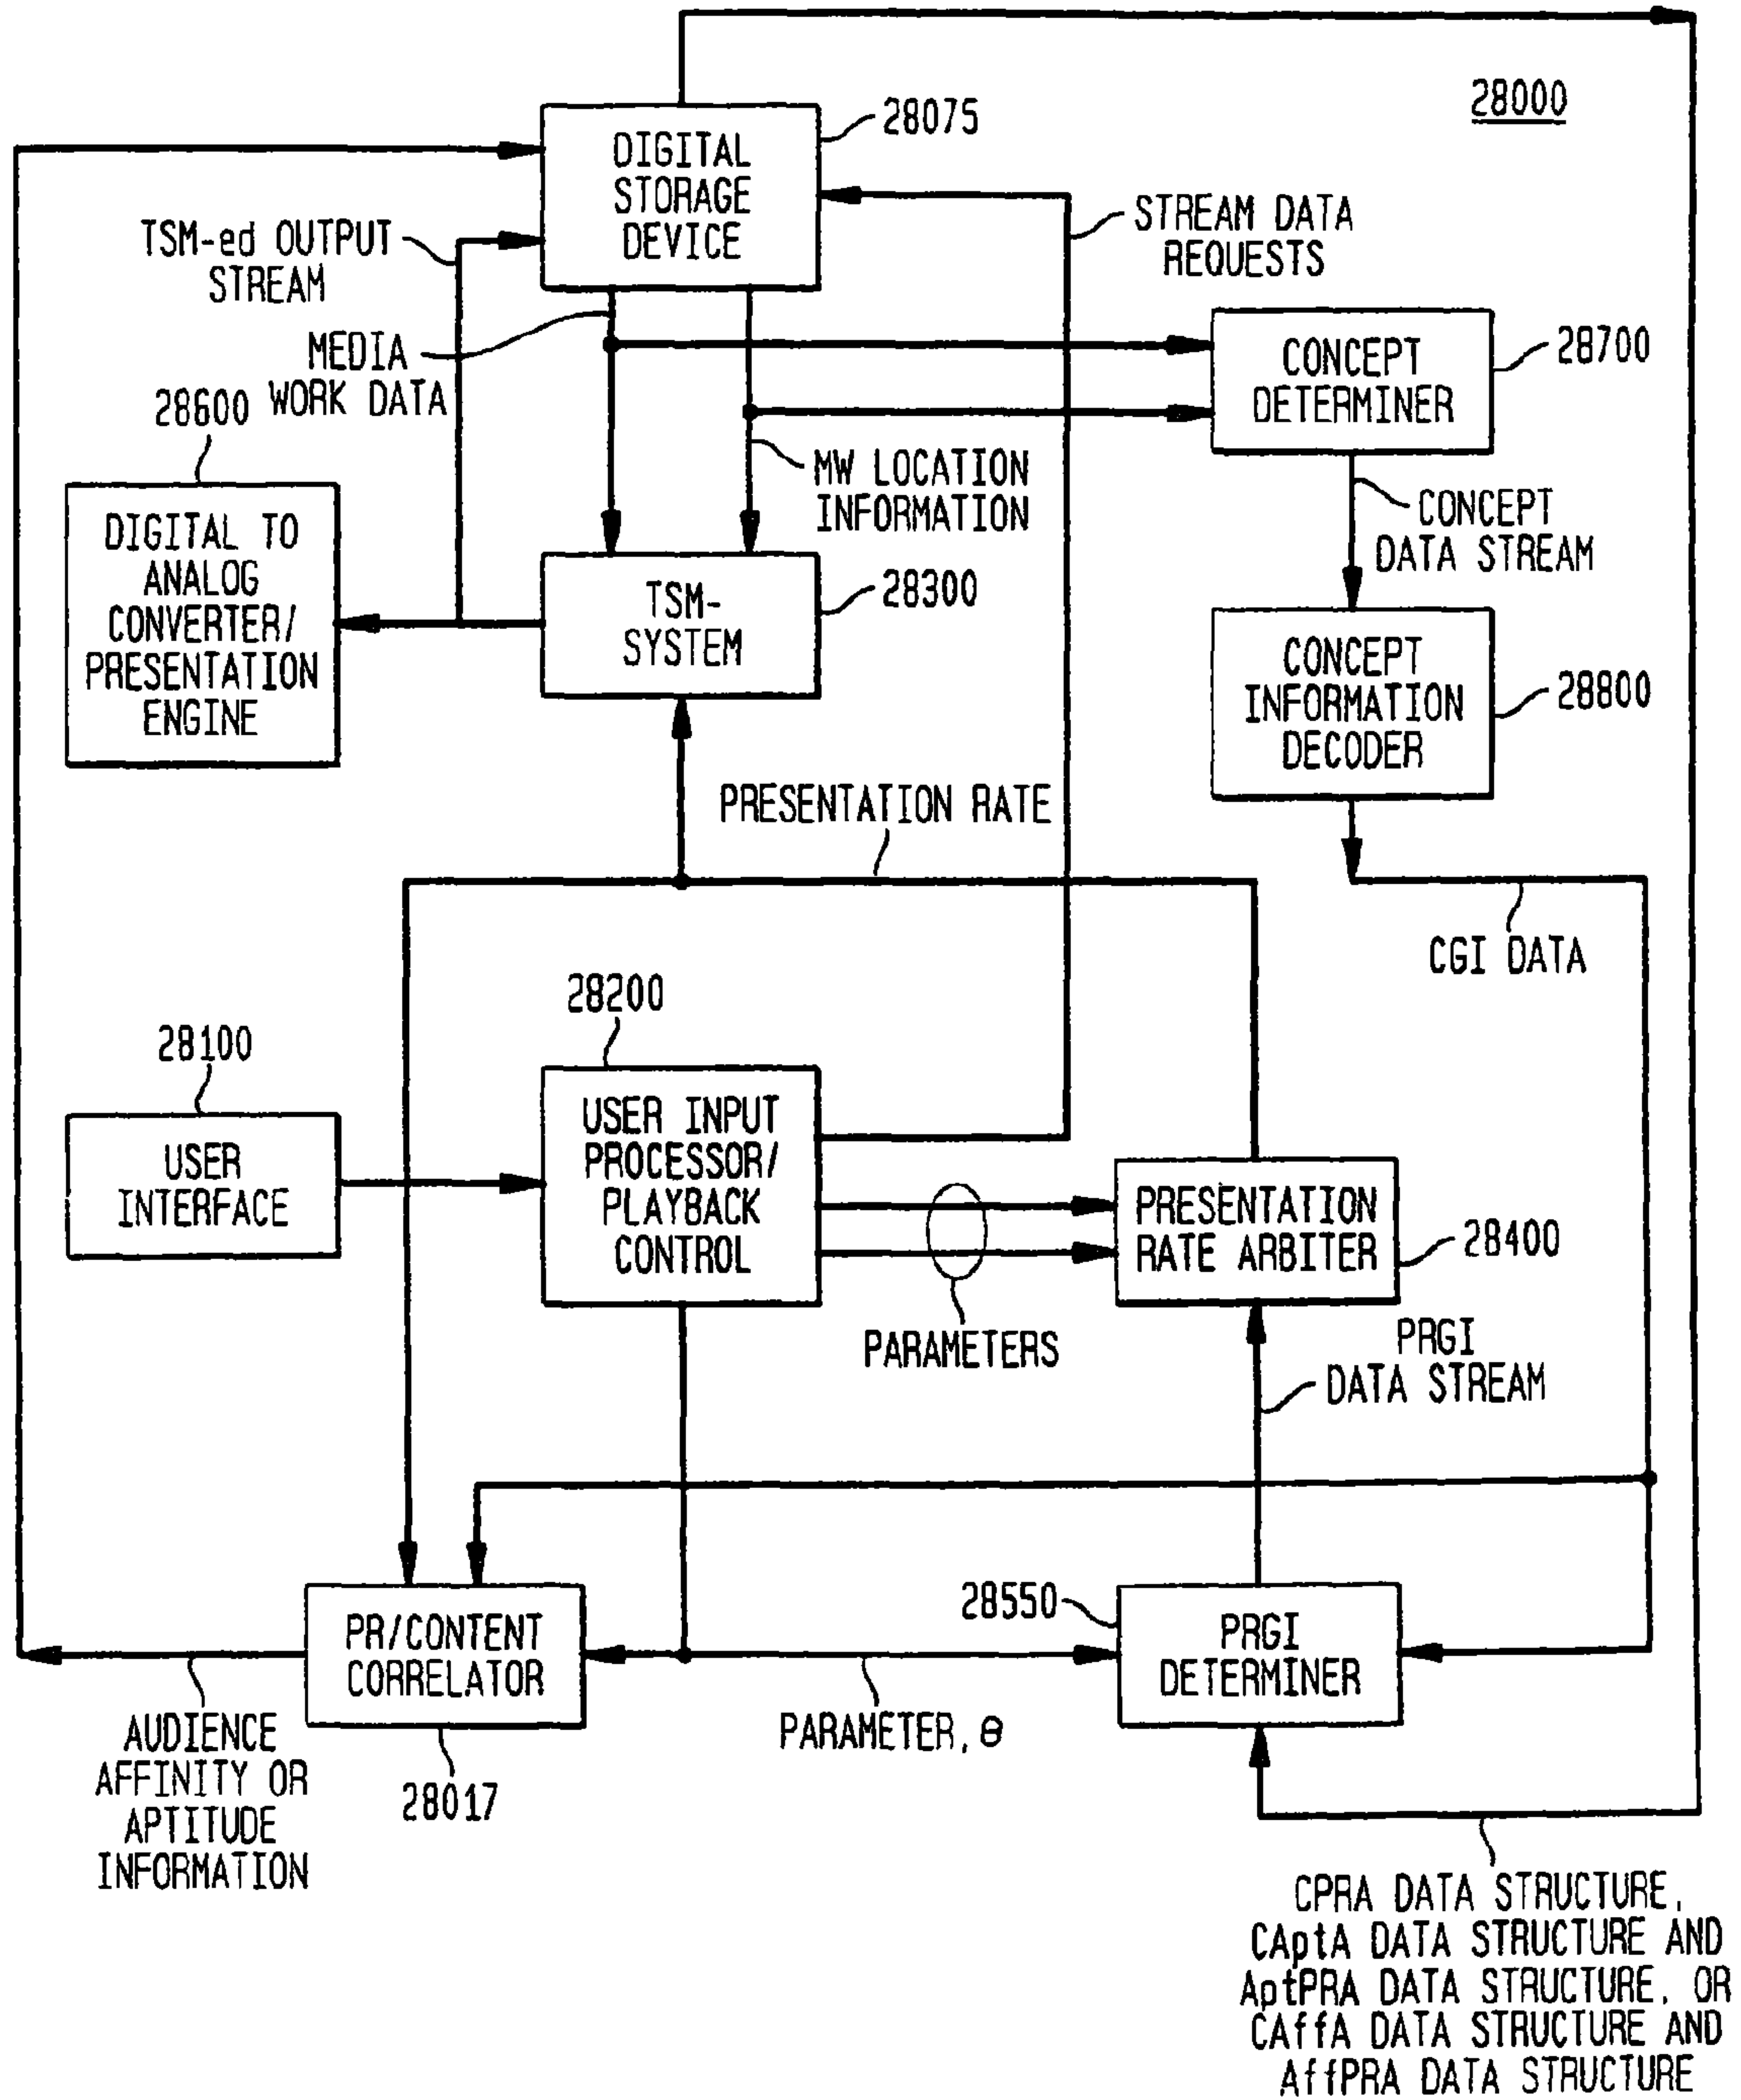 28000
28075
DIGITAL
STORAGE
DEVICE
STREAM DATA
REQUESTS
TSM-ed OUTPUT
STREAM
MEDIA
WORK DATA
CONCEPT
DETERMINER
28700
28600
MW LOCATION
INFORMATION
CONCEPT
DATA STREAM
DIGITAL TO
ANALOG
CONVERTER/
PRESENTATION
ENGINE
TSM-
SYSTEM
28300
CONCEPT
INFORMATION
DECODER
28800
PRESENTATION RATE
CGI DATA
28200
28100
USER
INTERFACE
USER INPUT
PROCESSOR/
PLAYBACK
CONTROL
PRESENTATION
RATE ARBITER
28400
PARAMETERS
PRGI
DATA STREAM
PR/CONTENT
CORRELATOR
28550
PRGI
DETERMINER
PARAMETER, θ
AUDIENCE
AFFINITY OR
APTITUDE
INFORMATION
28017
CPRA DATA STRUCTURE,
CAptA DATA STRUCTURE AND
AptPRA DATA STRUCTURE, OR
CAffA DATA STRUCTURE AND
AffPRA DATA STRUCTURE